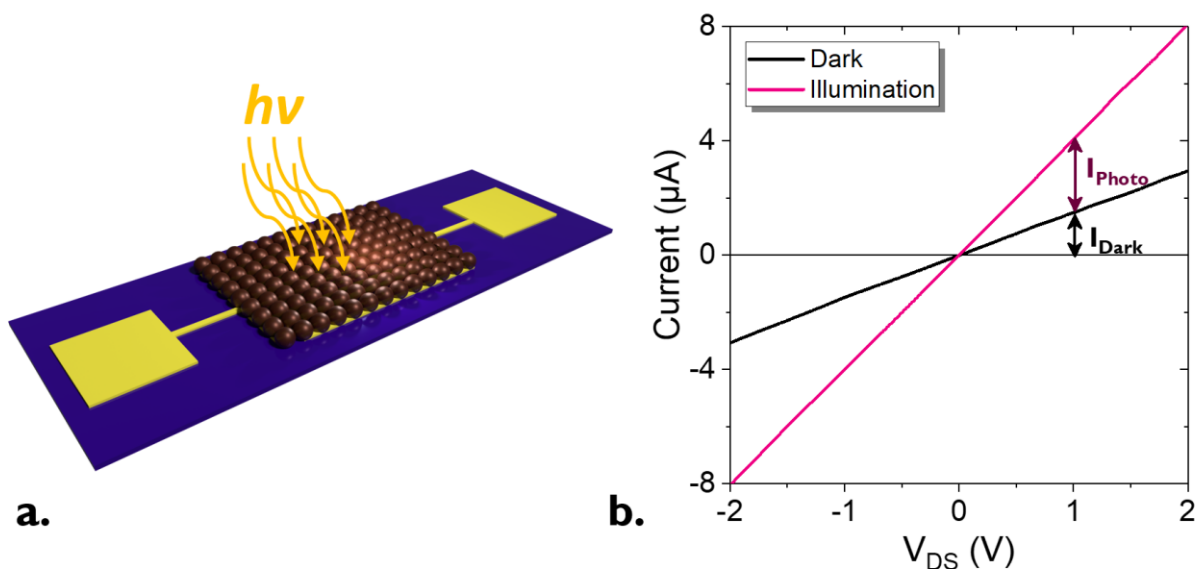 hν
a.
8
4
0
-4
-8
Current (μA)
Dark
Illumination
I_Photo
I_Dark
-2
-1
0
1
2
V_DS (V)
b.